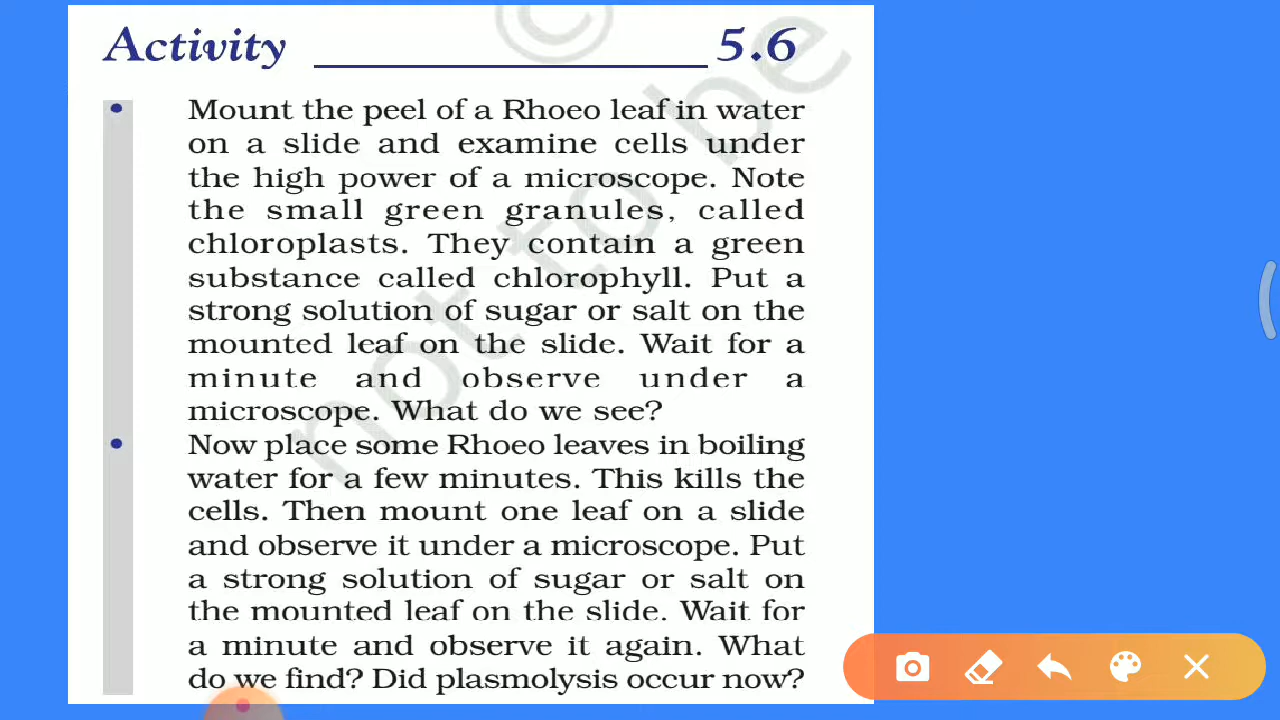 Activity 5.6
• Mount the peel of a Rhoeo leaf in water
on a slide and examine cells under
the high power of a microscope. Note
the small green granules, called
chloroplasts. They contain a green
substance called chlorophyll. Put a
strong solution of sugar or salt on the
mounted leaf on the slide. Wait for a
minute and observe under a
microscope. What do we see?
• Now place some Rhoeo leaves in boiling
water for a few minutes. This kills the
cells. Then mount one leaf on a slide
and observe it under a microscope. Put
a strong solution of sugar or salt on
the mounted leaf on the slide. Wait for
a minute and observe it again. What
do we find? Did plasmolysis occur now?
© not to be